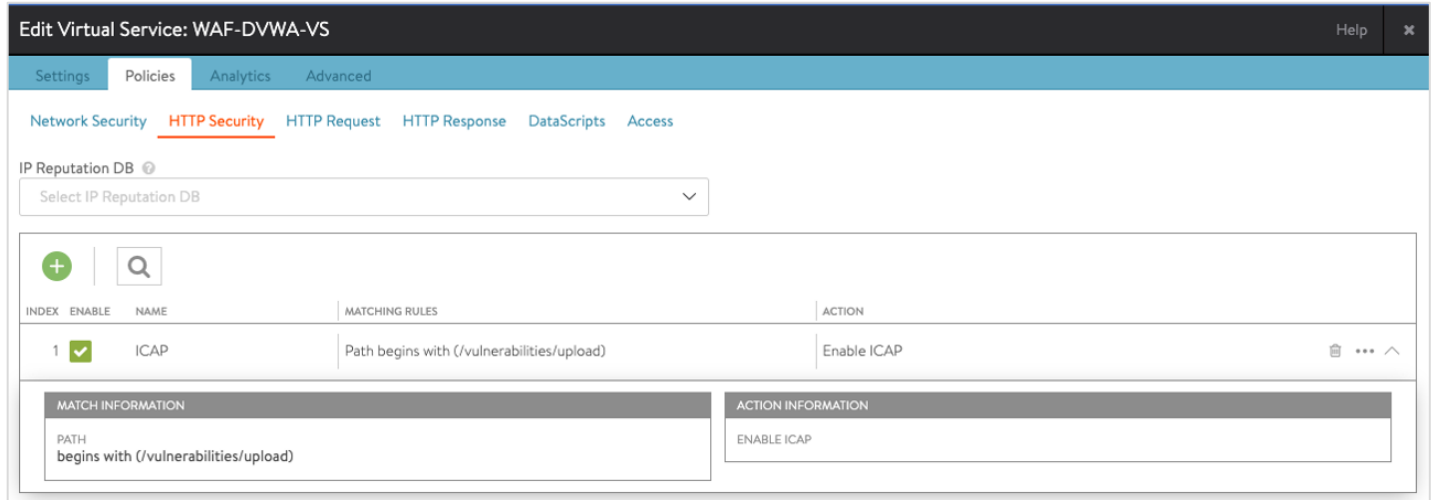 Edit Virtual Service: WAF-DVWA-VS Help
Settings Policies Analytics Advanced
Network Security HTTP Security HTTP Request HTTP Response DataScripts Access
IP Reputation DB
Select IP Reputation DB
INDEX ENABLE NAME MATCHING RULES ACTION
1 ICAP Path begins with (/vulnerabilities/upload) Enable ICAP
MATCH INFORMATION ACTION INFORMATION
PATH ENABLE ICAP
begins with (/vulnerabilities/upload)